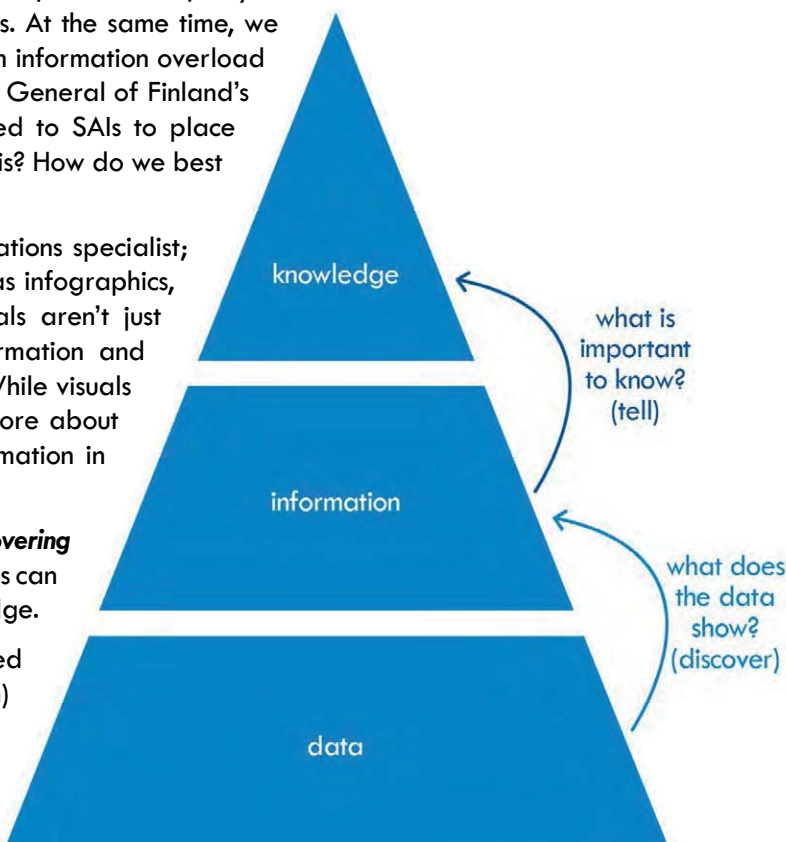 s. At the same time, we
information overload
General of Finland's
ed to SAIs to place
is? How do we best
ations specialist;
as infographics,
als aren't just
rmation and
While visuals
ore about
mation in
overing
s can
dge.
ed
)
knowledge
what is
important
to know?
(tell)
information
what does
the data
show?
(discover)
data